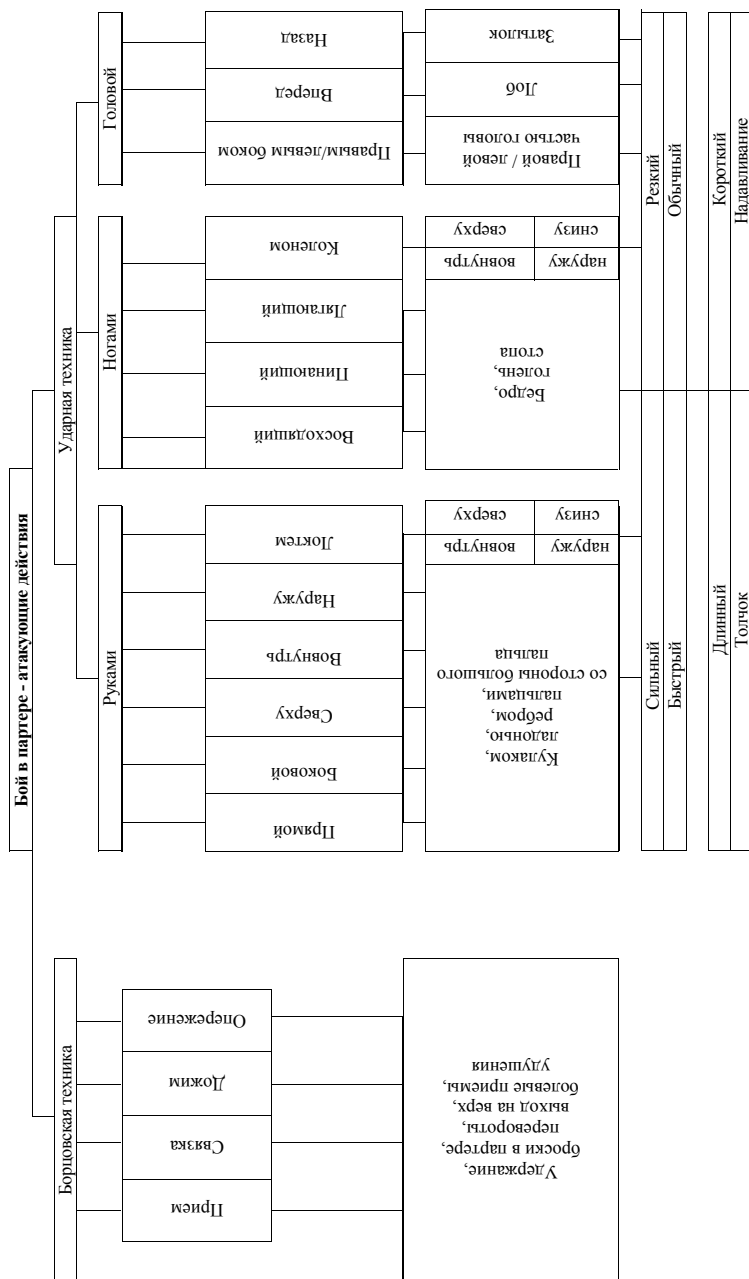 Бой в партере - атакующие действия
Борцовская техника
Ударная техника
Руками
Ногами
Головой
Прием
Связка
Дожим
Опережение
Прямой
Боковой
Сверху
Вовнутрь
Наружу
Локтем
Восходящий
Пинающий
Лягающий
Коленом
Правым/левым боком
Вперед
Назад
Удержание,
броски в партере,
перевороты,
выход на верх,
болевые приемы,
удушения
Кулаком,
ладонью,
ребром,
пальцами,
со стороны большого
пальца
вовнутрь
сверху
наружу
снизу
Бедро,
голень,
стопа
вовнутрь
сверху
наружу
снизу
Правой / левой
частью головы
Лоб
Затылок
Сильный
Резкий
Быстрый
Обычный
Длинный
Короткий
Толчок
Надавливание